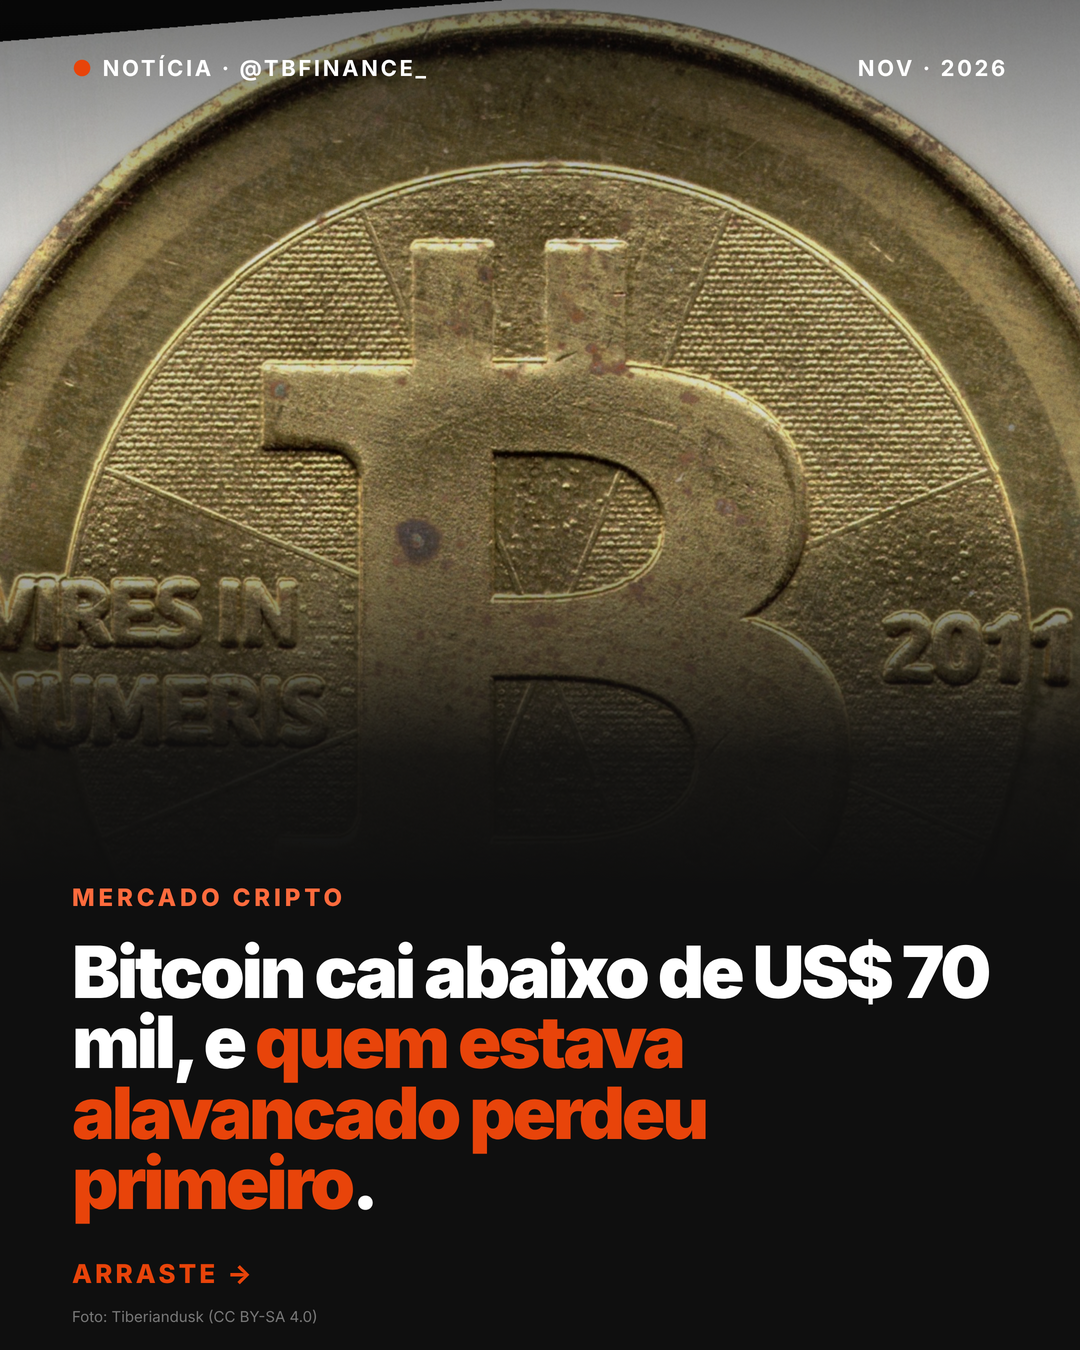 NOTÍCIA · @TBFINANCE_
NOV · 2026
VIRES IN
NUMERIS
2011
MERCADO CRIPTO
Bitcoin cai abaixo de US$ 70
mil, e quem estava
alavancado perdeu
primeiro.
ARRASTE →
Foto: Tiberiandusk (CC BY-SA 4.0)